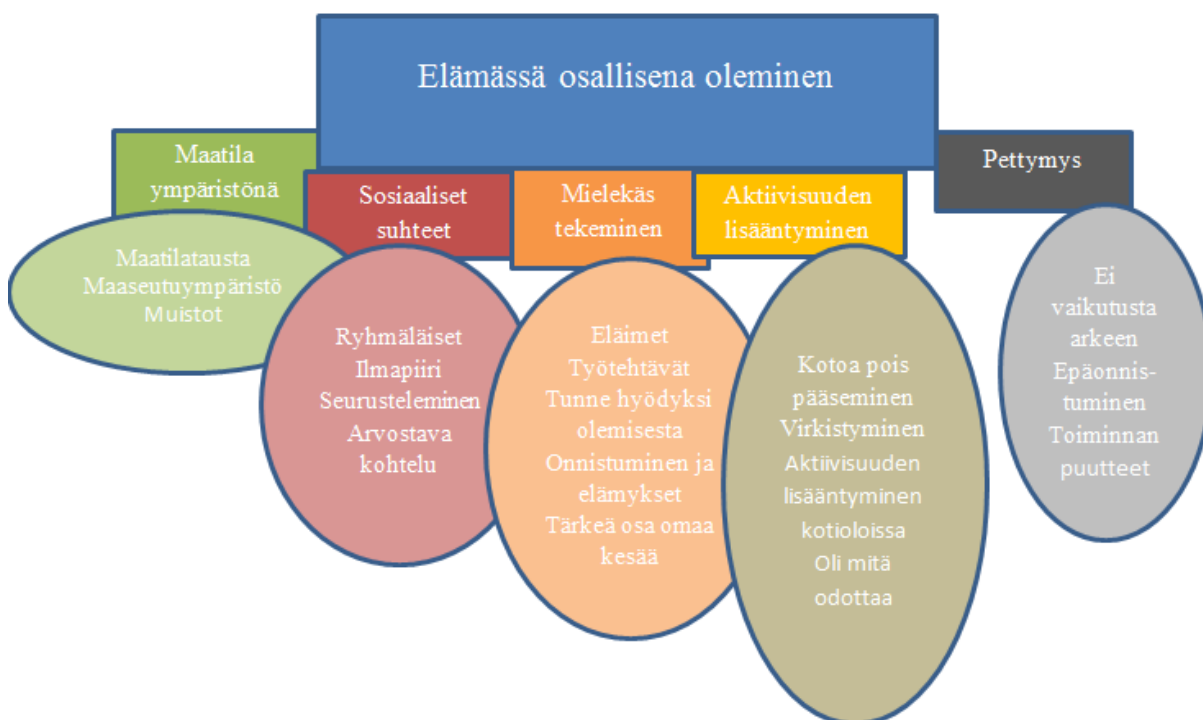 Elämässä osallisena oleminen
Maatila
ympäristönä
Maatilatausta
Maaseutuympäristö
Muistot
Sosiaaliset
suhteet
Ryhmäläiset
Ilmapiiri
Seurusteleminen
Arvostava
kohtelu
Mielekäs
tekeminen
Eläimet
Työtehtävät
Tunne hyödyksi
olemisesta
Onnistuminen ja
elämykset
Tärkeä osa omaa
kesää
Aktiivisuuden
lisääntyminen
Kotoa pois
pääseminen
Virkistyminen
Aktiivisuuden
lisääntyminen
kotioloissa
Oli mitä
odottaa
Pettymys
Ei
vaikutusta
arkeen
Epäonnis-
tuminen
Toiminnan
puutteet